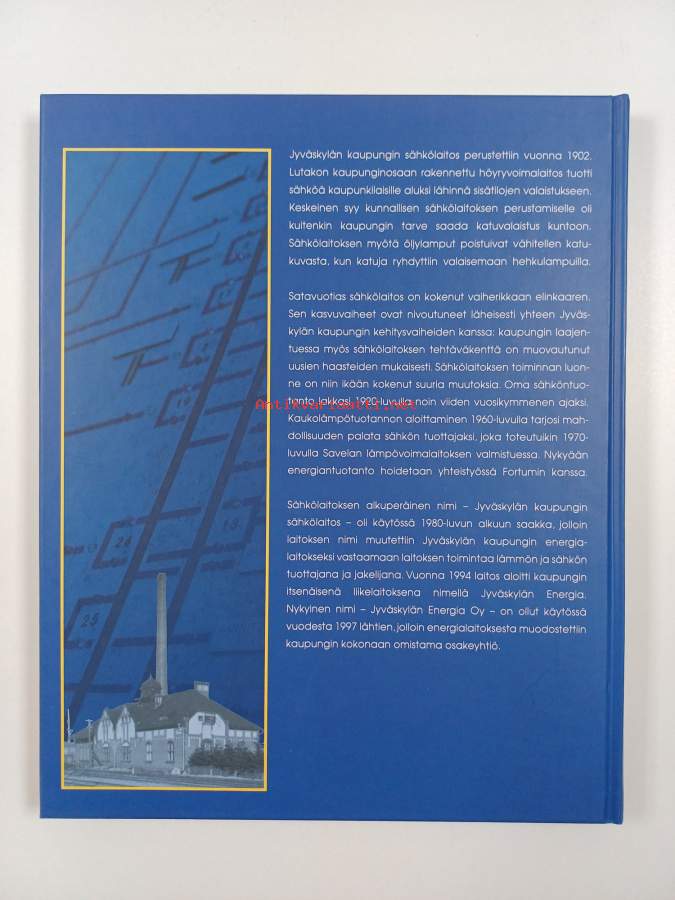 Jyväskylän kaupungin sähkölaitos perustettiin vuonna 1902.
Lutakon kaupunginosaan rakennettu höyryvoimalaitos tuotti
sähköä kaupunkilaisille aluksi lähinnä sisätilojen valaistukseen.
Keskeinen syy kunnallisen sähkölaitoksen perustamiselle oli
kuitenkin kaupungin tarve saada katuvalaistus kuntoon.
Sähkölaitoksen myötä öljylamput poistuivat vähitellen katu-
kuvasta, kun katuja ryhdyttiin valaisemaan hehkulampuilla.
Satavuotias sähkölaitos on kokenut vaiherikkaan elinkaaren.
Sen kasvuvaiheet ovat nivoutuneet läheisesti yhteen Jyväs-
kylän kaupungin kehitysvaiheiden kanssa: kaupungin laajen-
tuessa myös sähkölaitoksen tehtäväkenttä on muovautunut
uusien haasteiden mukaisesti. Sähkölaitoksen toiminnan luon-
ne on niin ikään kokenut suuria muutoksia. Oma sähköntuo-
tanto lakkasi 1920-luvulla noin viiden vuosikymmenen ajaksi.
Antikvariaatti.net
Kaukolämpötuotannon aloittaminen 1960-luvulla tarjosi mah-
dollisuuden palata sähkön tuottajaksi, joka toteutuikin 1970-
luvulla Savelan lämpövoimalaitoksen valmistuessa. Nykyään
energiantuotanto hoidetaan yhteistyössä Fortumin kanssa.
Sähkölaitoksen alkuperäinen nimi – Jyväskylän kaupungin
sähkölaitos – oli käytössä 1980-luvun alkuun saakka, jolloin
laitoksen nimi muutettiin Jyväskylän kaupungin energia-
laitokseksi vastaamaan laitoksen toimintaa lämmön ja sähkön
tuottajana ja jakelijana. Vuonna 1994 laitos aloitti kaupungin
itsenäisenä liikelaitoksena nimellä Jyväskylän Energia.
Nykyinen nimi – Jyväskylän Energia Oy – on ollut käytössä
vuodesta 1997 lähtien, jolloin energialaitoksesta muodostettiin
kaupungin kokonaan omistama osakeyhtiö.
19
24
13
25